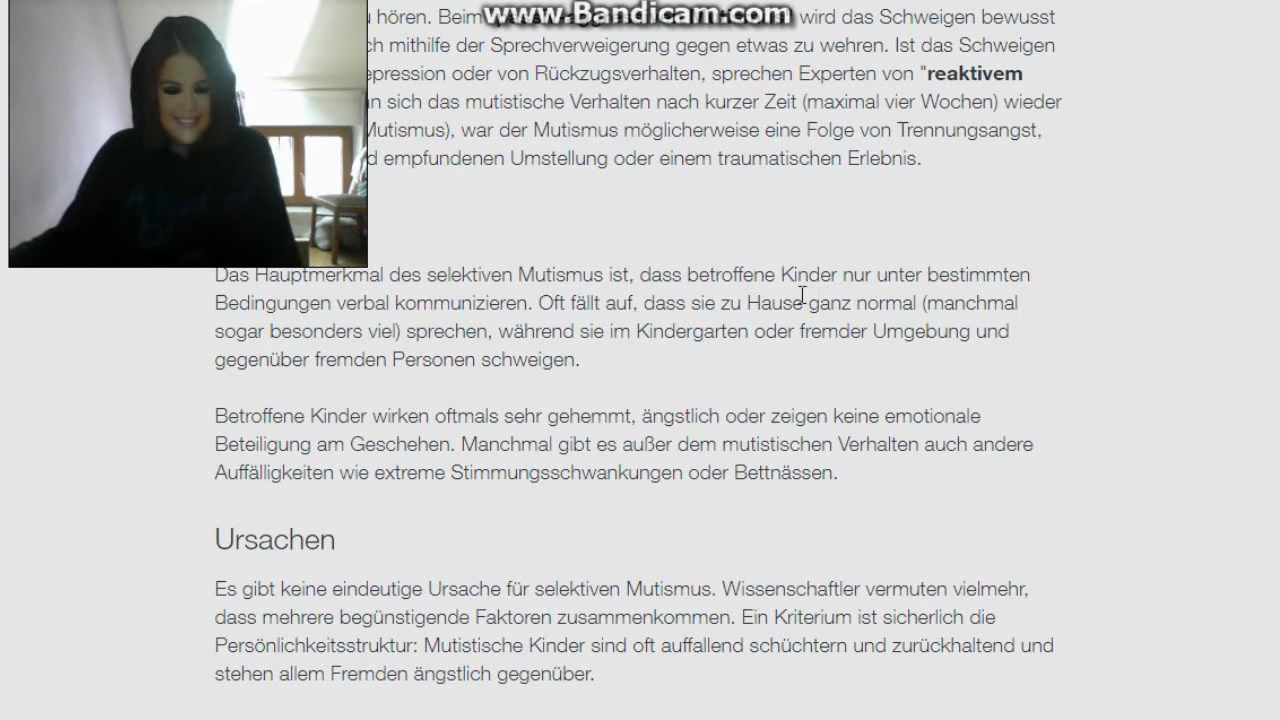 www.Bandicam.com
u hören. Beim wird das Schweigen bewusst
ch mithilfe der Sprechverweigerung gegen etwas zu wehren. Ist das Schweigen
epression oder von Rückzugsverhalten, sprechen Experten von "reaktivem
n sich das mutistische Verhalten nach kurzer Zeit (maximal vier Wochen) wieder
Mutismus), war der Mutismus möglicherweise eine Folge von Trennungsangst,
d empfundenen Umstellung oder einem traumatischen Erlebnis.
Das Hauptmerkmal des selektiven Mutismus ist, dass betroffene Kinder nur unter bestimmten
Bedingungen verbal kommunizieren. Oft fällt auf, dass sie zu Hause ganz normal (manchmal
sogar besonders viel) sprechen, während sie im Kindergarten oder fremder Umgebung und
gegenüber fremden Personen schweigen.
Betroffene Kinder wirken oftmals sehr gehemmt, ängstlich oder zeigen keine emotionale
Beteiligung am Geschehen. Manchmal gibt es außer dem mutistischen Verhalten auch andere
Auffälligkeiten wie extreme Stimmungsschwankungen oder Bettnässen.
Ursachen
Es gibt keine eindeutige Ursache für selektiven Mutismus. Wissenschaftler vermuten vielmehr,
dass mehrere begünstigende Faktoren zusammenkommen. Ein Kriterium ist sicherlich die
Persönlichkeitsstruktur: Mutistische Kinder sind oft auffallend schüchtern und zurückhaltend und
stehen allem Fremden ängstlich gegenüber.